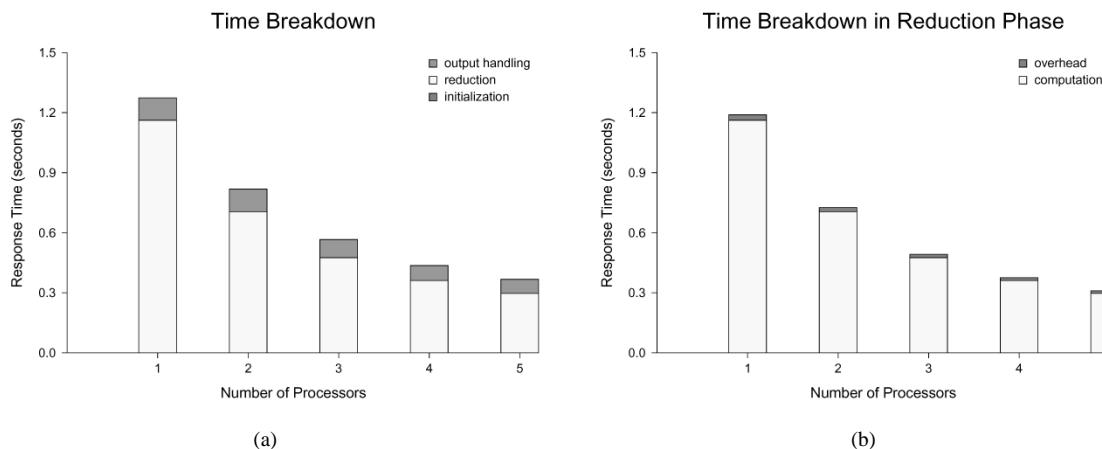 Time Breakdown
1.5
1.2
0.9
0.6
0.3
0.0
Response Time (seconds)
output handling
reduction
initialization
1 2 3 4 5
Number of Processors
(a)
Time Breakdown in Reduction Phase
1.5
1.2
0.9
0.6
0.3
0.0
Response Time (seconds)
overhead
computation
1 2 3 4
Number of Processors
(b)